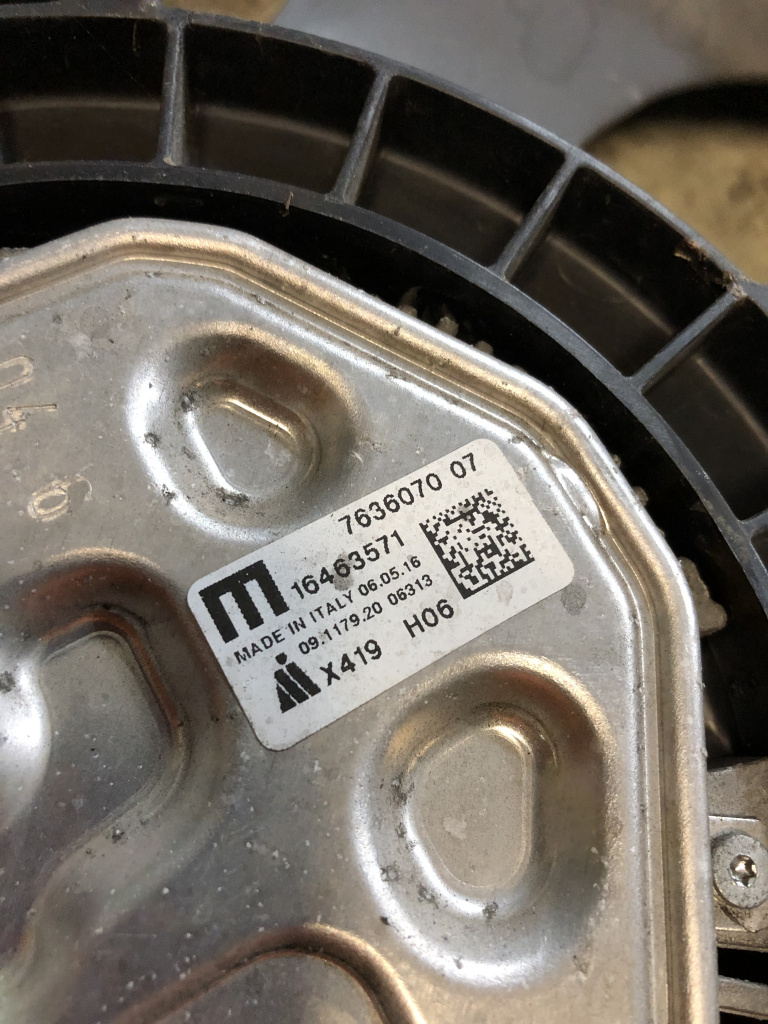 7636070 07
m 16463571
MADE IN ITALY 06.05.16
09.1179.20 06313
X419 H06